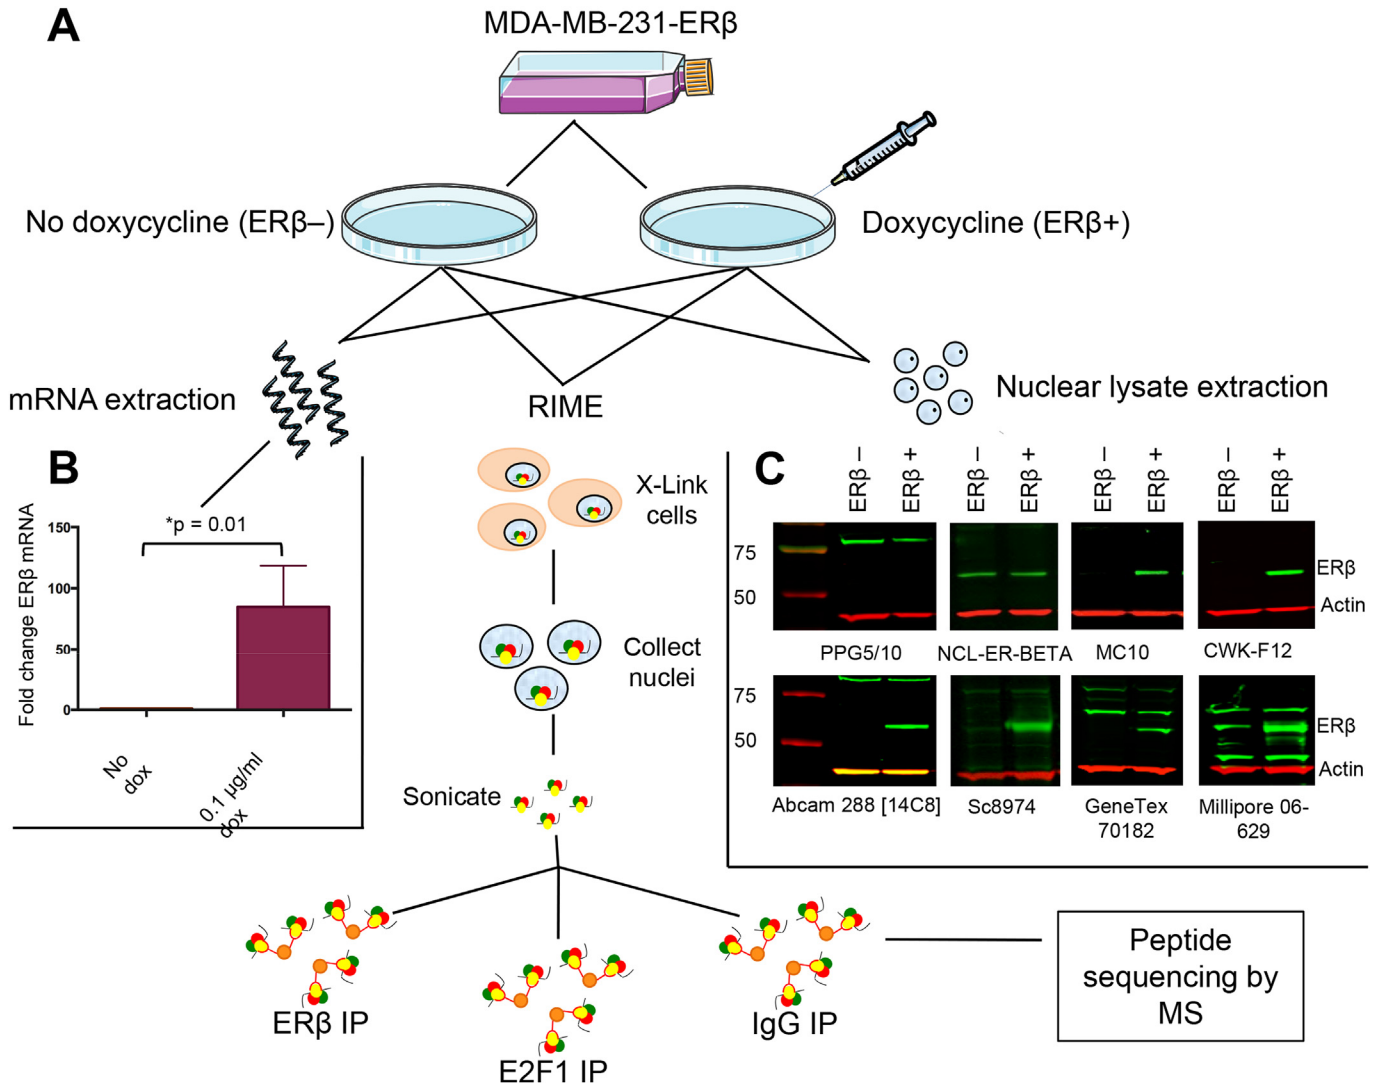 A
MDA-MB-231-ERβ
No doxycycline (ERβ–)
Doxycycline (ERβ+)
mRNA extraction
RIME
Nuclear lysate extraction
B
*p = 0.01
Fold change ERβ mRNA
150
100
50
0
No
dox
0.1 µg/ml
dox
X-Link
cells
Collect
nuclei
Sonicate
C
ERβ –
ERβ +
ERβ –
ERβ +
ERβ –
ERβ +
ERβ –
ERβ +
75
50
ERβ
Actin
PPG5/10
NCL-ER-BETA
MC10
CWK-F12
75
50
ERβ
Actin
Abcam 288 [14C8]
Sc8974
GeneTex
70182
Millipore 06-
629
ERβ IP
E2F1 IP
IgG IP
Peptide
sequencing by
MS